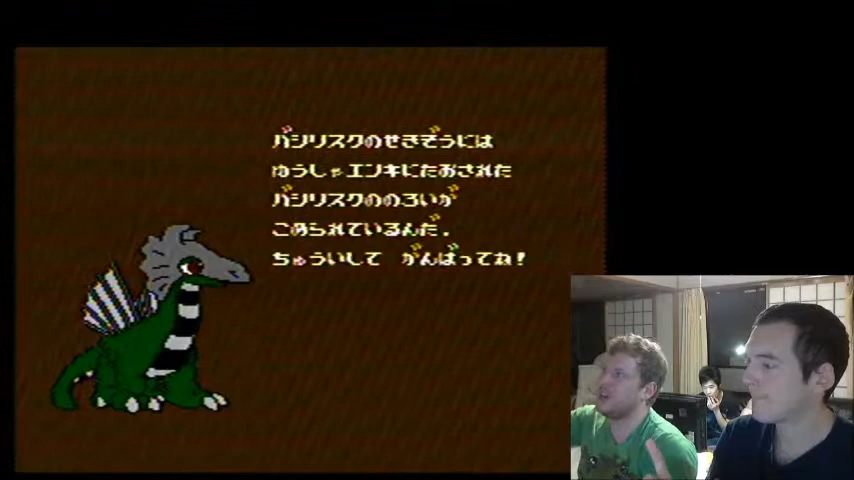 バシリスクのせきぞうには
ゆうしゃエンキにたおされた
バシリスクののろいが
こめられているんだ.
ちゅういして がんばってね!